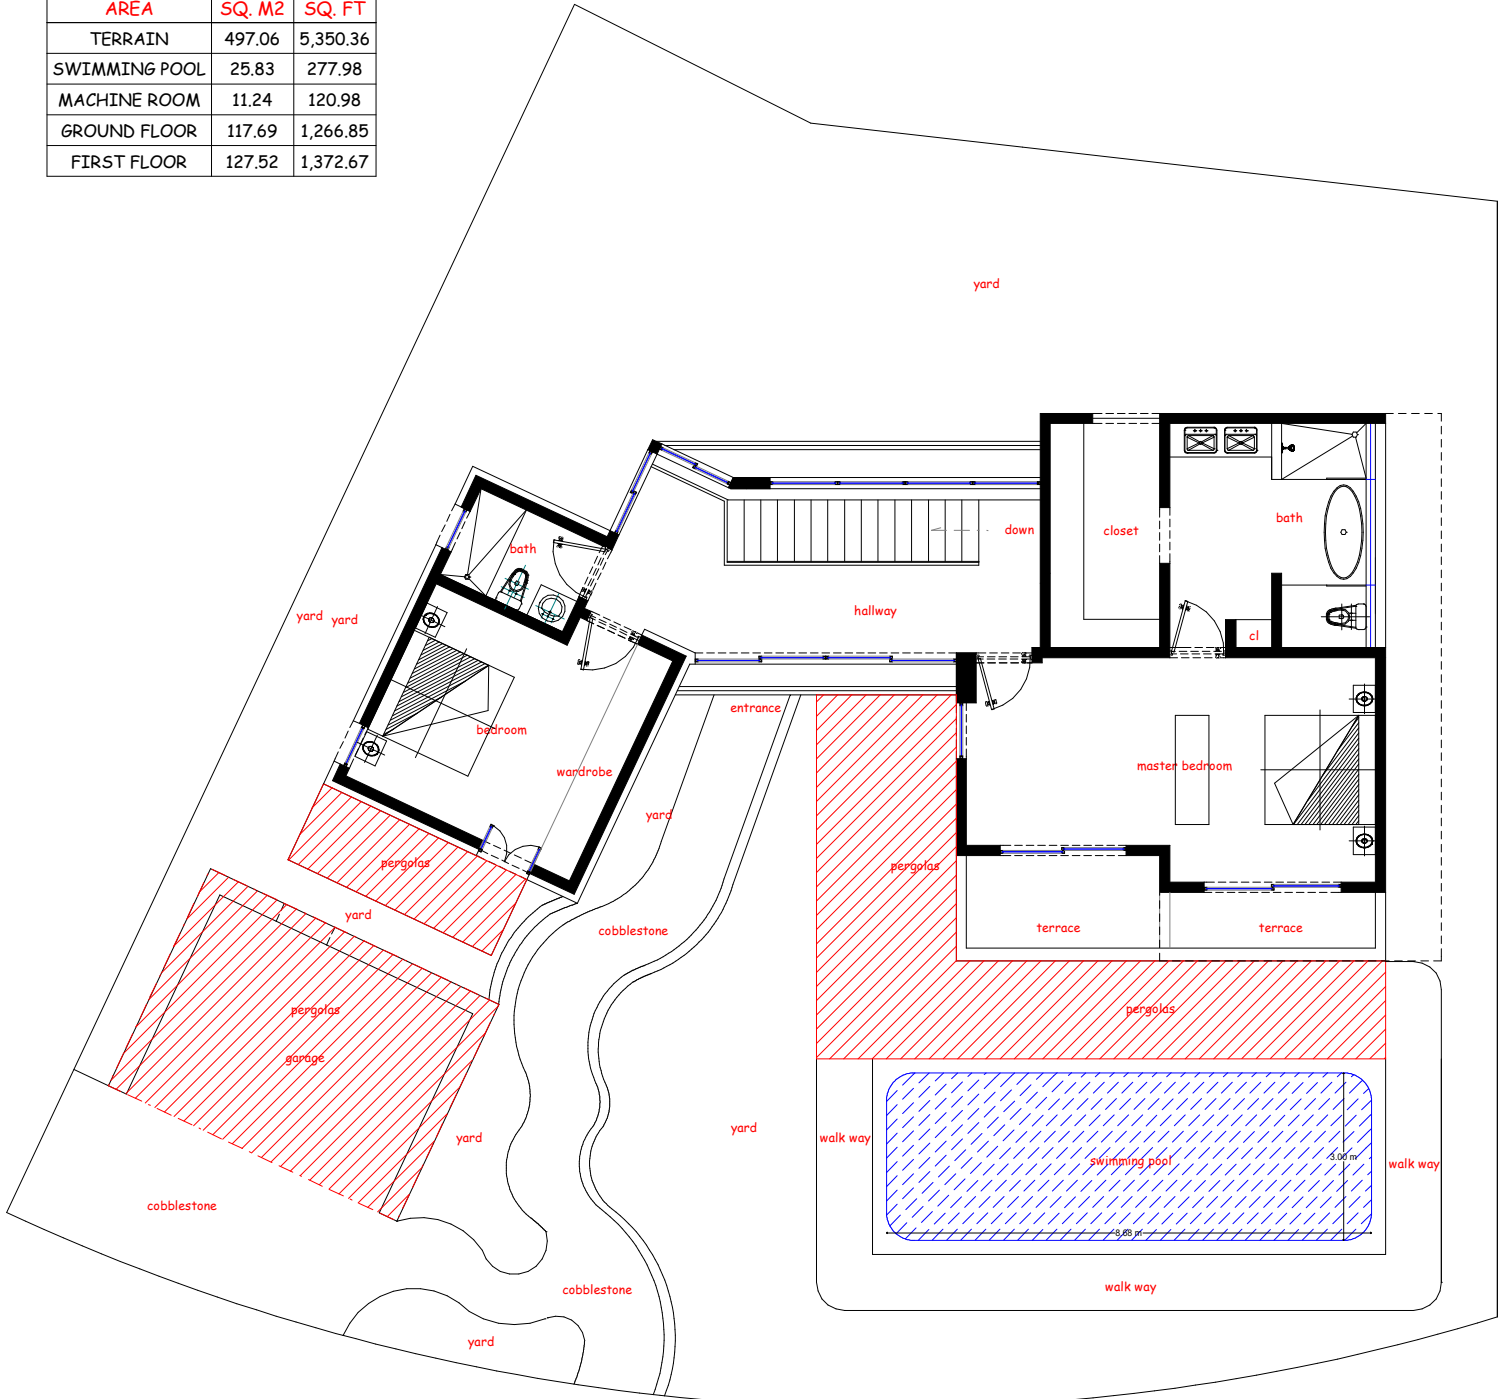 AREA SQ. M2 SQ. FT
TERRAIN 497.06 5,350.36
SWIMMING POOL 25.83 277.98
MACHINE ROOM 11.24 120.98
GROUND FLOOR 117.69 1,266.85
FIRST FLOOR 127.52 1,372.67
yard
bath
down
closet
bath
yard yard
hallway
cl
entrance
bedroom
wardrobe
master bedroom
yard
pergolas
pergolas
yard
cobblestone
terrace
terrace
pergolas
pergolas
garage
yard
yard
walk way
swimming pool
3.00 m
walk way
cobblestone
8.68 m
cobblestone
walk way
yard